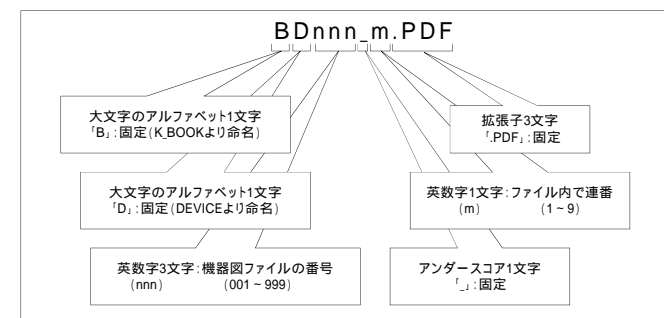 BDnnn_m.PDF
大文字のアルファベット1文字
「B」:固定(K_BOOKより命名)
拡張子3文字
「.PDF」:固定
大文字のアルファベット1文字
「D」:固定(DEVICEより命名)
英数字1文字:ファイル内で連番
(m) (1~9)
英数字3文字:機器図ファイルの番号
(nnn) (001~999)
アンダースコア1文字
「_」:固定